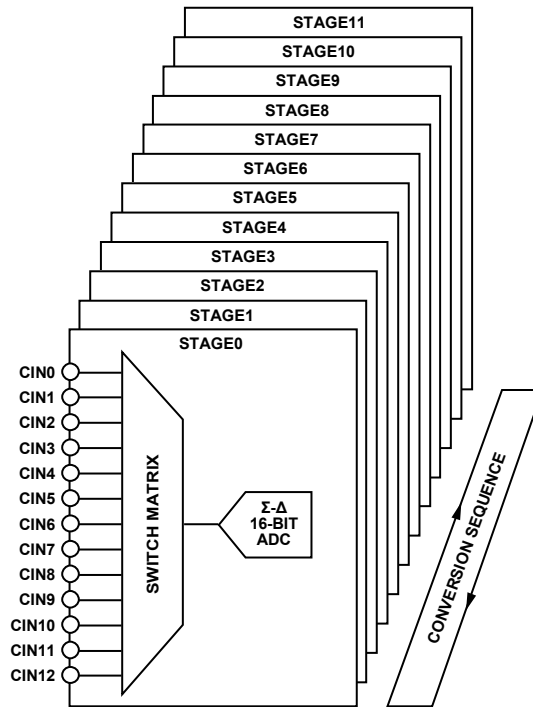 STAGE11
STAGE10
STAGE9
STAGE8
STAGE7
STAGE6
STAGE5
STAGE4
STAGE3
STAGE2
STAGE1
STAGE0
CIN0
CIN1
CIN2
CIN3
CIN4
CIN5
CIN6
CIN7
CIN8
CIN9
CIN10
CIN11
CIN12
SWITCH MATRIX
Σ-Δ
16-BIT
ADC
CONVERSION SEQUENCE